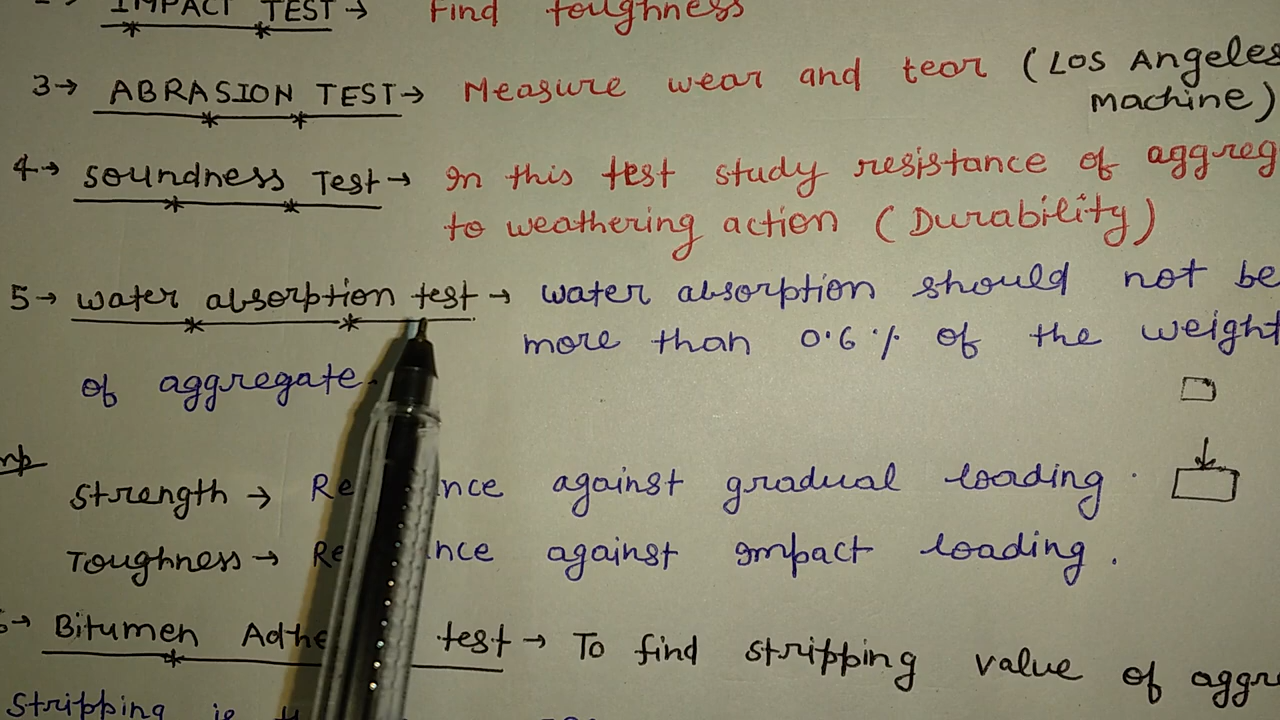 IMPACT TEST → Find toughness
3→ ABRASION TEST → Measure wear and tear (Los Angeles
machine)
4→ Soundness Test → In this test study resistance of aggreg
to weathering action (Durability)
5→ water absorption test → water absorption should not be
more than 0.6 % of the weight
of aggregate.
Strength → Re nce against gradual loading.
Toughness → Re nce against impact loading.
Bitumen Adhe test → To find stripping value of aggre
Stripping is